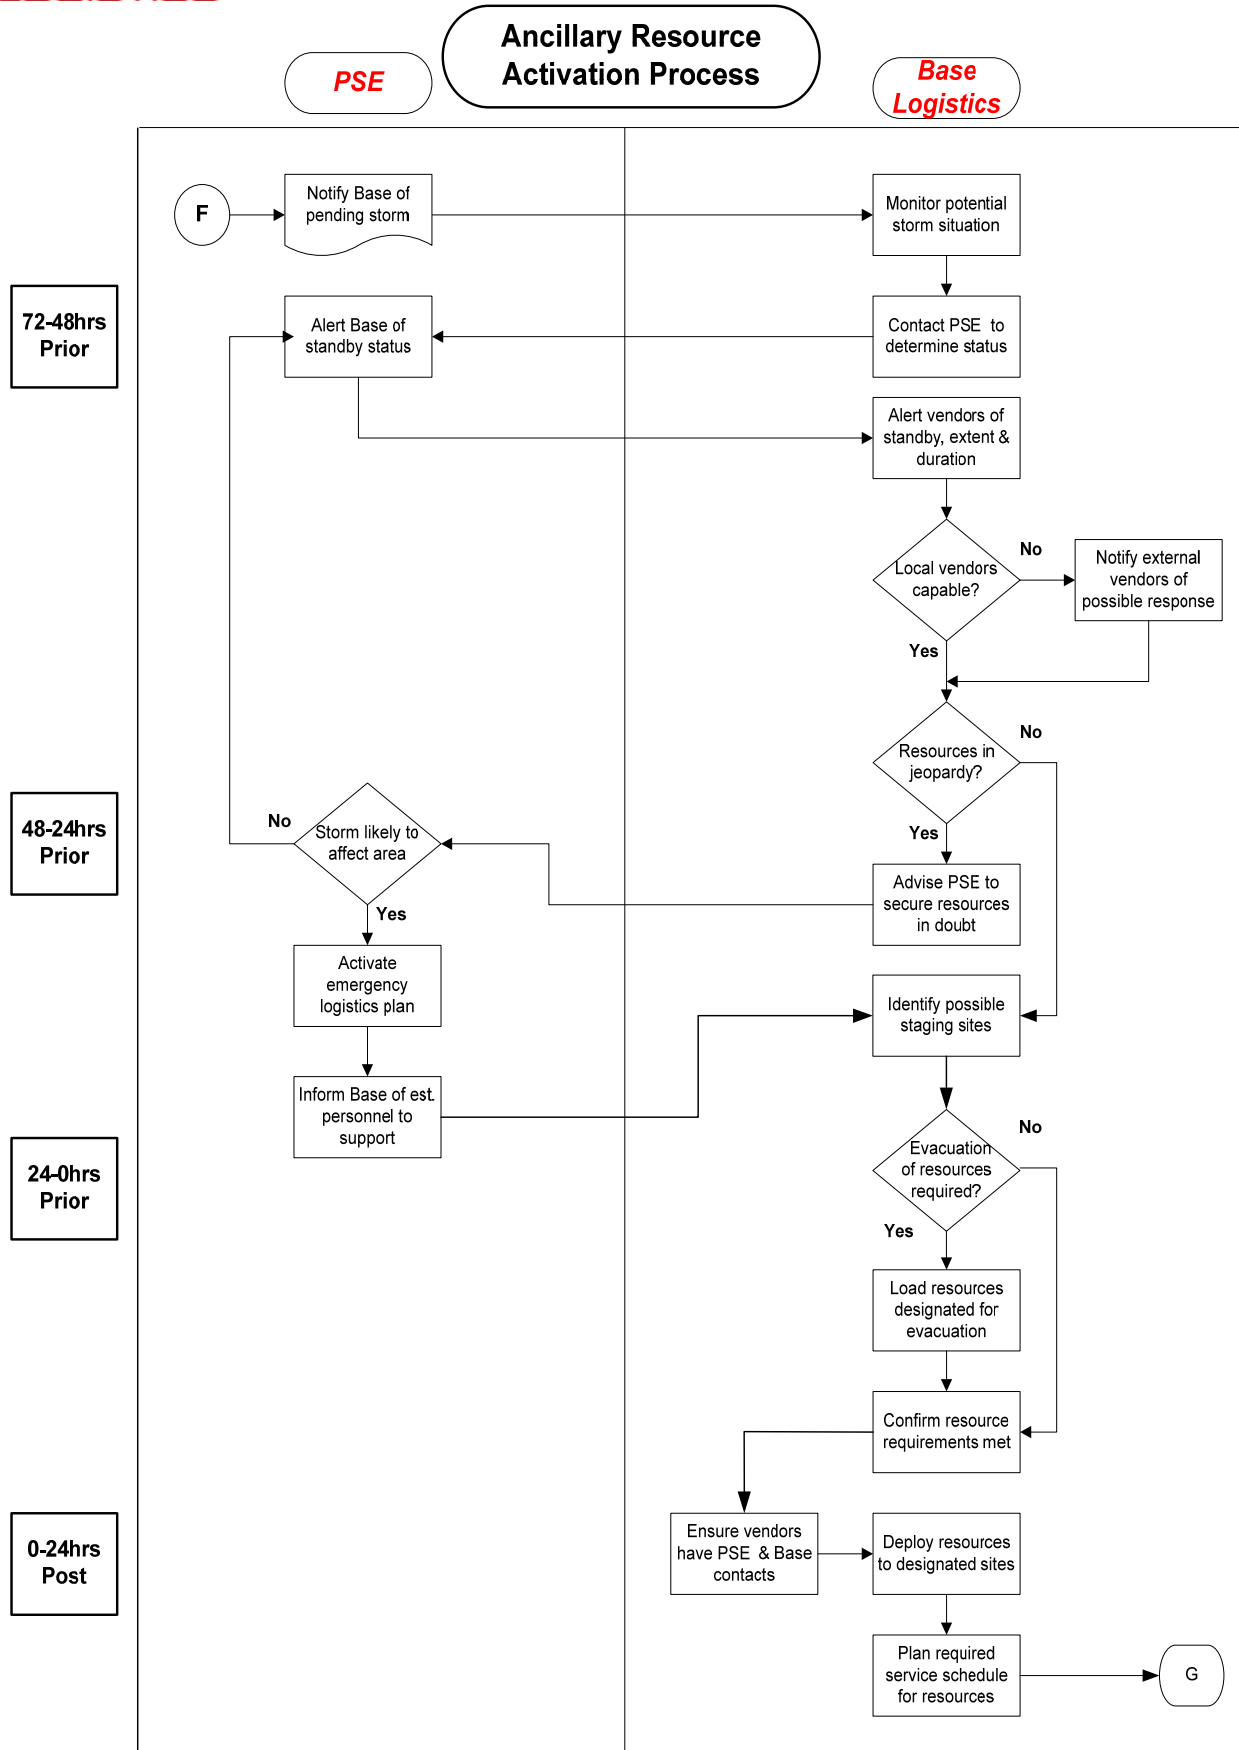 Ancillary Resource
Activation Process
PSE
Base
Logistics
F
Notify Base of
pending storm
Monitor potential
storm situation
72-48hrs
Prior
Alert Base of
standby status
Contact PSE to
determine status
Alert vendors of
standby, extent &
duration
Local vendors
capable?
No
Notify external
vendors of
possible response
Yes
Resources in
jeopardy?
No
48-24hrs
Prior
No
Storm likely to
affect area
Yes
Yes
Advise PSE to
secure resources
in doubt
Activate
emergency
logistics plan
Identify possible
staging sites
Inform Base of est.
personnel to
support
24-0hrs
Prior
Evacuation
of resources
required?
No
Yes
Load resources
designated for
evacuation
Confirm resource
requirements met
0-24hrs
Post
Ensure vendors
have PSE & Base
contacts
Deploy resources
to designated sites
Plan required
service schedule
for resources
G